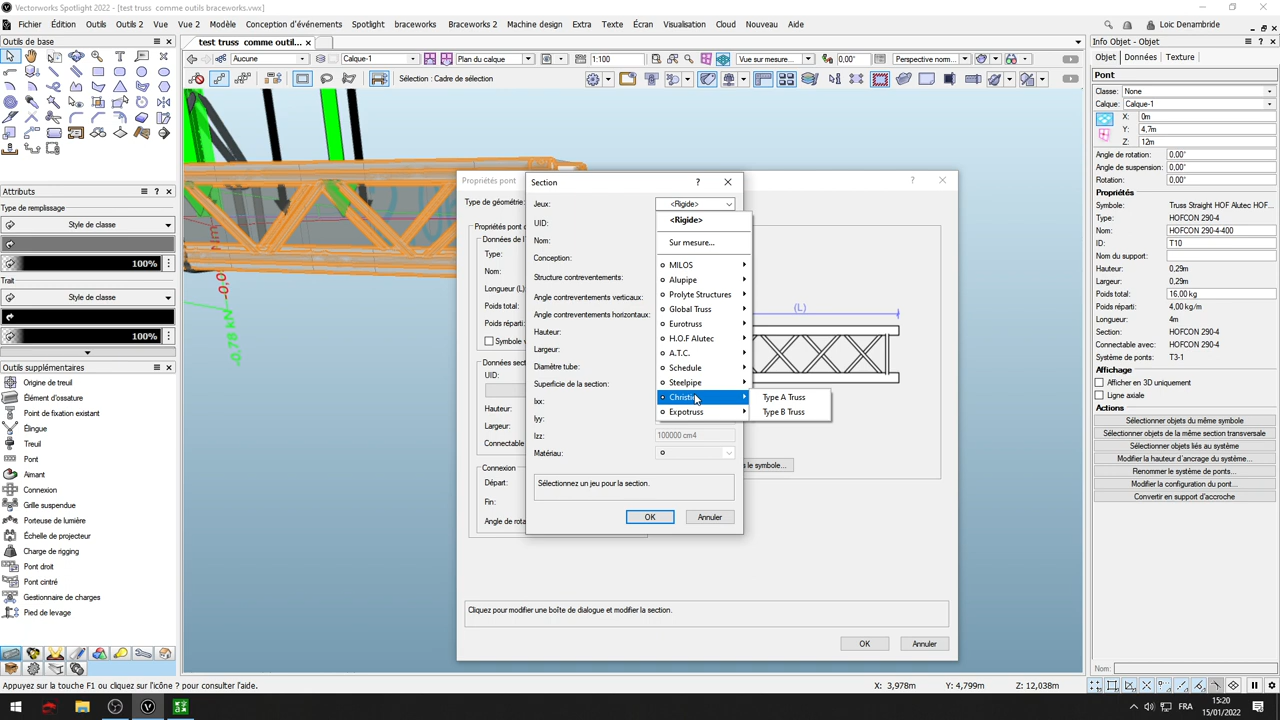 Vectorworks Spotlight 2022 - [test truss comme outils braceworks.vwx]
Fichier Édition Outils Outils 2 Vue Vue 2 Modèle Conception d'événements Spotlight braceworks Braceworks 2 Machine design Extra Texte Écran Visualisation Cloud Nouveau Aide
Loic Denambride
Outils de base
test truss comme outil...
Info Objet - Objet
Aucune
Calque-1
Plan du calque
1:100
Vue sur mesure...
0,00°
Perspective norm...
Objet Données Texture
Sélection : Cadre de sélection
Pont
Classe: None
Calque: Calque-1
X: 0m
Y: 4,7m
Z: 12m
Angle de rotation: 0.00°
Angle de suspension: 0.00°
Rotation: 0.00°
Propriétés
Symbole: Truss Straight HOF Alutec HOF...
Type: HOFCON 290-4
Nom: HOFCON 290-4-400
ID: T10
Nom du support:
Hauteur: 0,29m
Largeur: 0,29m
Poids total: 16.00 kg
Poids réparti: 4.00 kg/m
Longueur: 4m
Section: HOFCON 290-4
Connectable avec: HOFCON 290-4
Système de ponts: T3-1
Affichage
Afficher en 3D uniquement
Ligne axiale
Actions
Sélectionner objets du même symbole
Sélectionner objets de la même section transversale
Sélectionner objets liés au système
Modifier la hauteur d'ancrage du système...
Renommer le système de ponts...
Modifier la configuration du pont...
Convertir en support d'accroche
Nom:
Attributs
Type de remplissage
Style de classe
100%
Trait
Style de classe
100%
Outils supplémentaires
Origine de treuil
Élément d'ossature
Point de fixation existant
Élingue
Treuil
Pont
Aimant
Connexion
Grille suspendue
Porteuse de lumière
Échelle de projecteur
Charge de rigging
Pont droit
Pont cintré
Gestionnaire de charges
Pied de levage
-0,78 kN
Propriétés pont
Type de géométrie:
Propriétés pont
Données de l'
Type:
Nom:
Longueur (L)
Poids total:
Poids réparti:
Symbole v
Données sect
UID:
Hauteur:
Largeur:
Connectable
Connexion
Départ:
Fin:
Angle de rota
(L)
le symbole...
Cliquez pour modifier une boîte de dialogue et modifier la section.
OK Annuler
Section
Jeux: <Rigide>
UID:
Nom:
Conception:
Structure contreventements:
Angle contreventements verticaux:
Angle contreventements horizontaux:
Hauteur:
Largeur:
Diamètre tube:
Superficie de la section:
Ixx:
Iyy:
Izz: 100000 cm4
Matériau:
Sélectionnez un jeu pour la section.
OK Annuler
<Rigide>
Sur mesure...
MILOS
Alupipe
Prolyte Structures
Global Truss
Eurotruss
H.O.F Alutec
A.T.C.
Schedule
Steelpipe
Christi
Expotruss
Type A Truss
Type B Truss
Appuyez sur la touche F1 ou cliquez sur l'icône ? pour consulter l'aide.
X: 3,978m Y: 4,799m Z: 12,038m
FRA
15:20
15/01/2022